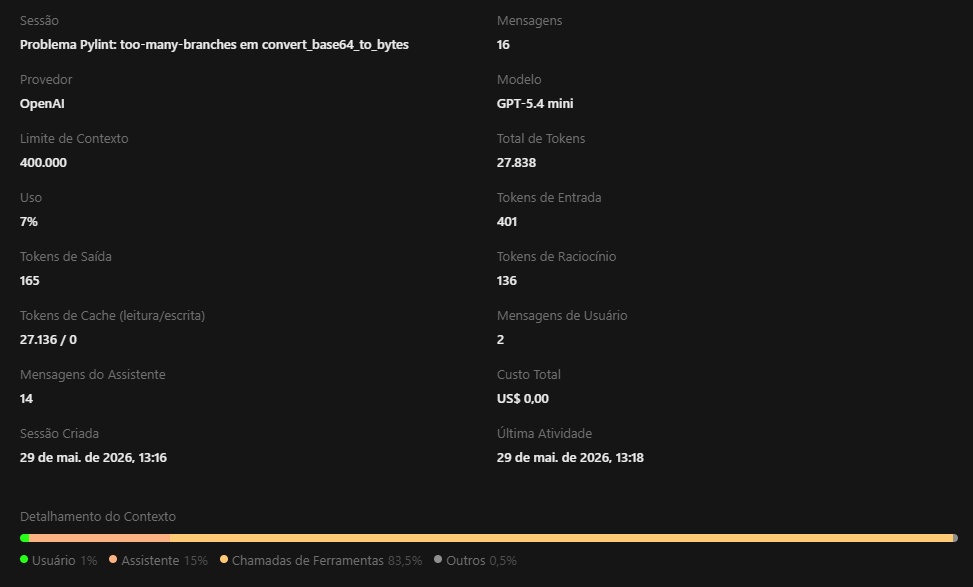 Sessão
Mensagens
Problema Pylint: too-many-branches em convert_base64_to_bytes
16
Provedor
Modelo
OpenAI
GPT-5.4 mini
Limite de Contexto
Total de Tokens
400.000
27.838
Uso
Tokens de Entrada
7%
401
Tokens de Saída
Tokens de Raciocínio
165
136
Tokens de Cache (leitura/escrita)
Mensagens de Usuário
27.136 / 0
2
Mensagens do Assistente
Custo Total
14
US$ 0,00
Sessão Criada
Última Atividade
29 de mai. de 2026, 13:16
29 de mai. de 2026, 13:18
Detalhamento do Contexto
Usuário 1% Assistente 15% Chamadas de Ferramentas 83,5% Outros 0,5%